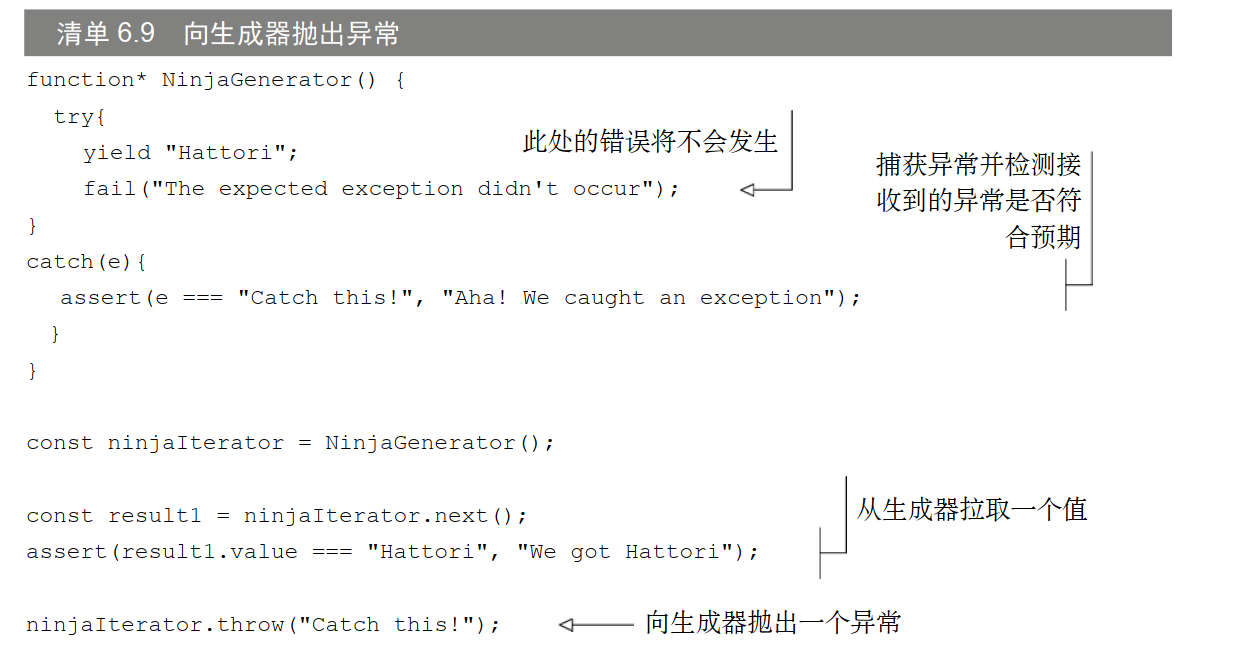 清单 6.9 向生成器抛出异常
function* NinjaGenerator() {
try{
yield "Hattori";
此处的错误将不会发生
fail("The expected exception didn't occur");
}
捕获异常并检测接
收到的异常是否符
合预期
catch(e){
assert(e === "Catch this!", "Aha! We caught an exception");
}
}
const ninjaIterator = NinjaGenerator();
const result1 = ninjaIterator.next();
assert(result1.value === "Hattori", "We got Hattori");
从生成器拉取一个值
ninjaIterator.throw("Catch this!");
向生成器抛出一个异常